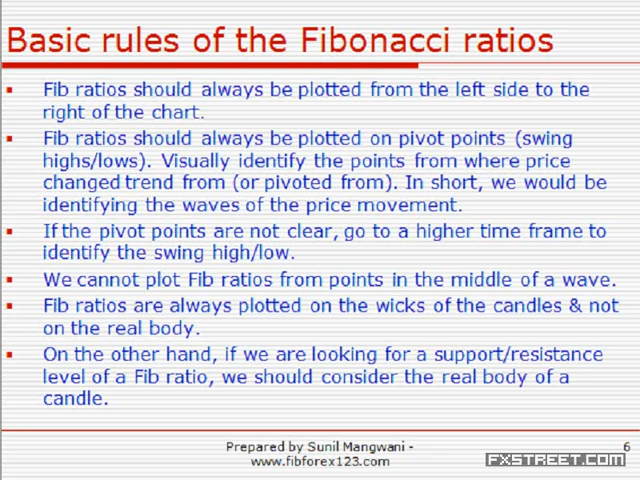 Basic rules of the Fibonacci ratios
Fib ratios should always be plotted from the left side to the
right of the chart.
Fib ratios should always be plotted on pivot points (swing
highs/lows). Visually identify the points from where price
changed trend from (or pivoted from). In short, we would be
identifying the waves of the price movement.
If the pivot points are not clear, go to a higher time frame to
identify the swing high/low.
We cannot plot Fib ratios from points in the middle of a wave.
Fib ratios are always plotted on the wicks of the candles & not
on the real body.
On the other hand, if we are looking for a support/resistance
level of a Fib ratio, we should consider the real body of a
candle.
Prepared by Sunil Mangwani -
www.fibforex123.com
6
FXSTREET.COM